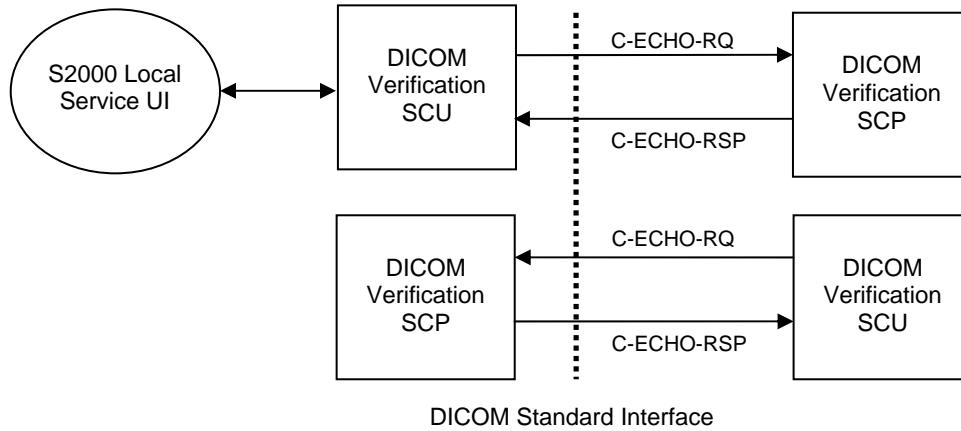 S2000 Local
Service UI
DICOM
Verification
SCU
C-ECHO-RQ
C-ECHO-RSP
DICOM
Verification
SCP
DICOM
Verification
SCP
C-ECHO-RQ
C-ECHO-RSP
DICOM
Verification
SCU
DICOM Standard Interface